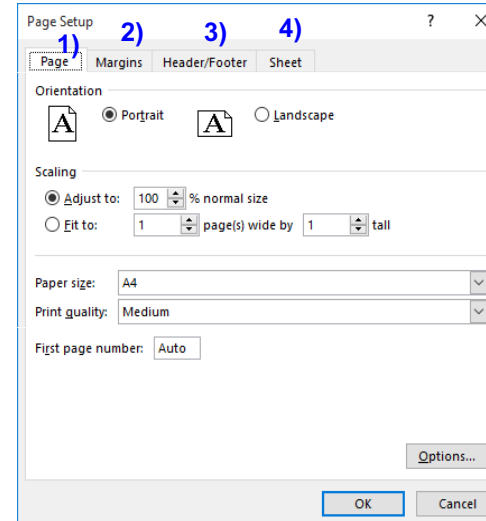 Page Setup ? X
1) 2) 3) 4)
Page Margins Header/Footer Sheet
Orientation
A Portrait A Landscape
Scaling
Adjust to: 100 % normal size
Fit to: 1 page(s) wide by 1 tall
Paper size: A4
Print quality: Medium
First page number: Auto
Options...
OK Cancel